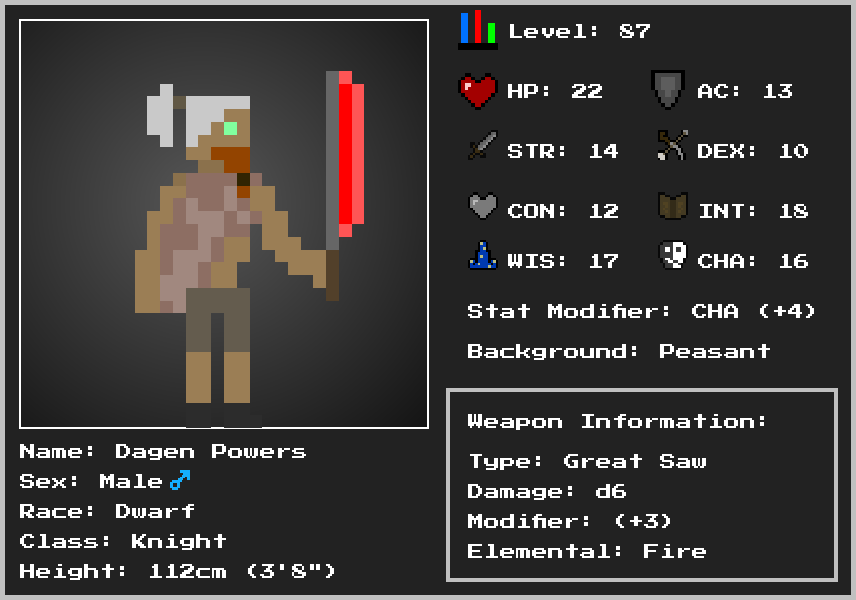 Level: 87
HP: 22
AC: 13
STR: 14
DEX: 10
CON: 12
INT: 18
WIS: 17
CHA: 16
Stat Modifier: CHA (+4)
Background: Peasant
Weapon Information:
Type: Great Saw
Damage: d6
Modifier: (+3)
Elemental: Fire
Name: Dagen Powers
Sex: Male♂
Race: Dwarf
Class: Knight
Height: 112cm (3'8")